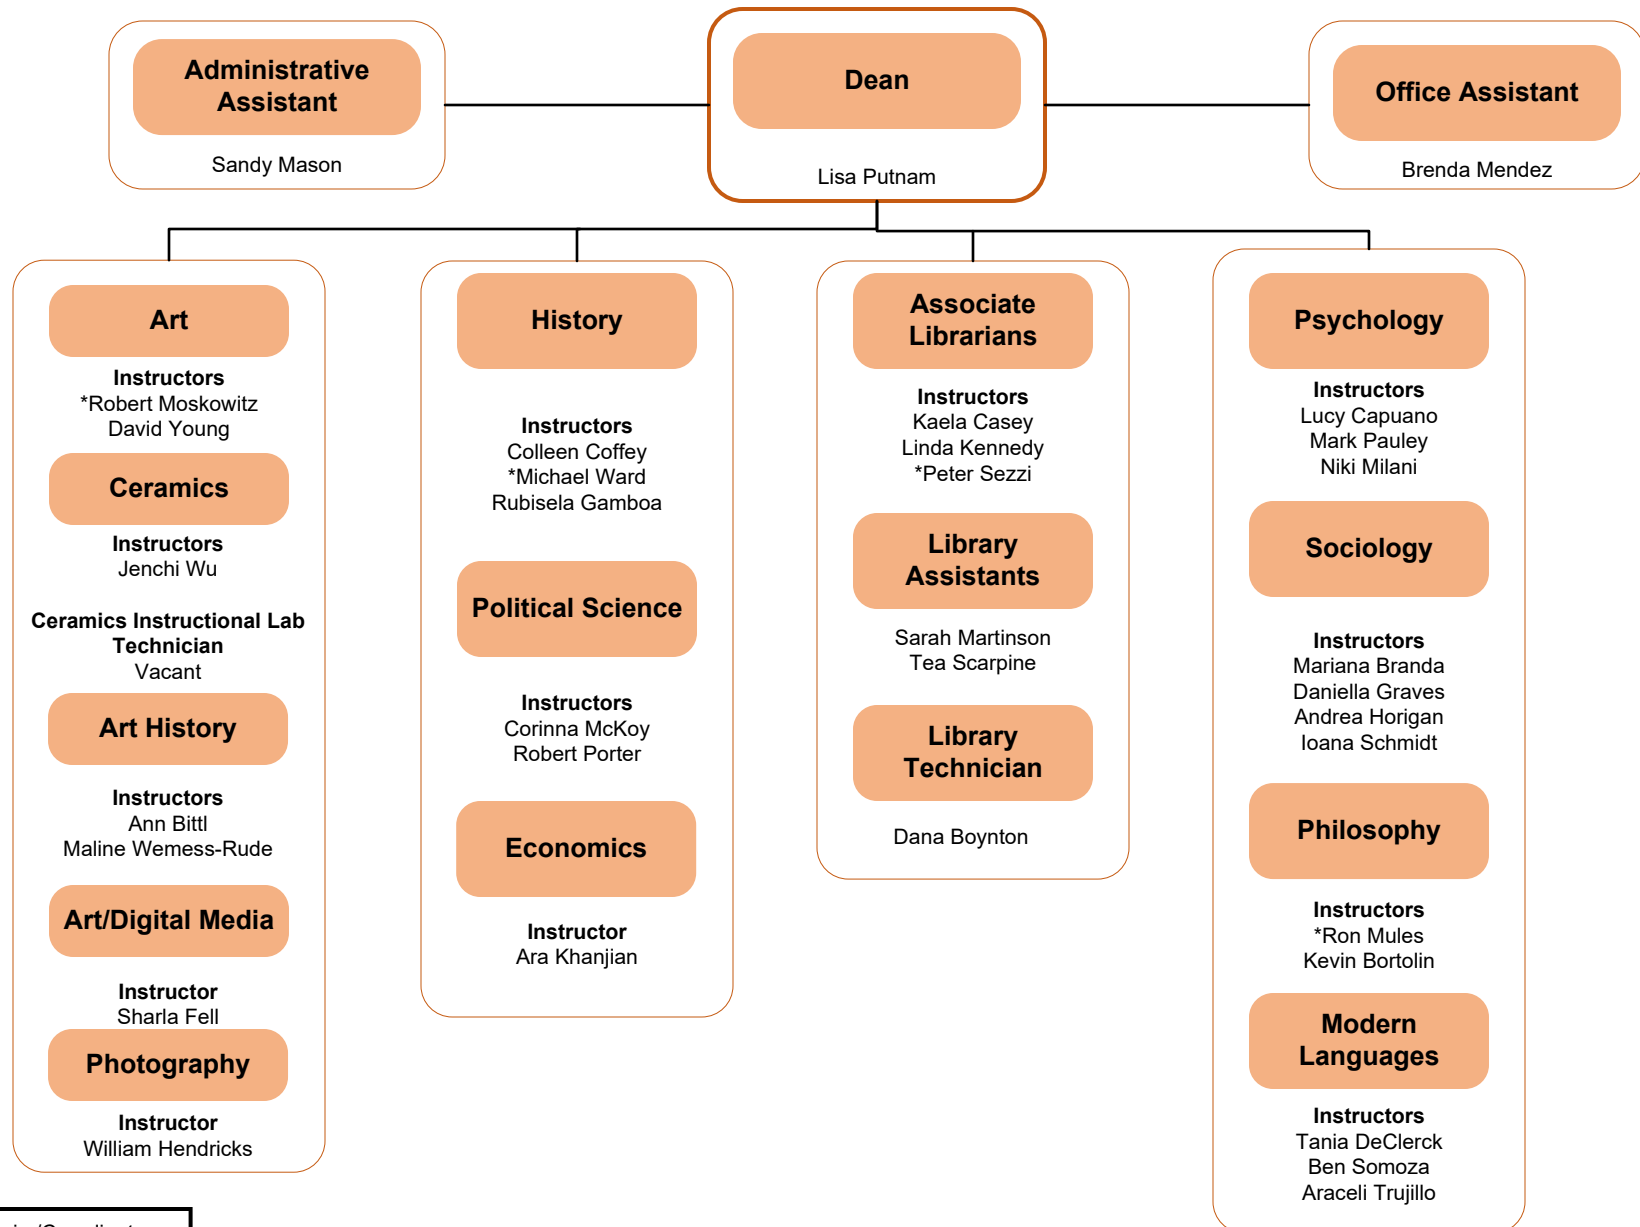 Administrative
Assistant
Sandy Mason
Dean
Lisa Putnam
Office Assistant
Brenda Mendez
Art
Instructors
*Robert Moskowitz
David Young
Ceramics
Instructors
Jenchi Wu
Ceramics Instructional Lab
Technician
Vacant
Art History
Instructors
Ann Bittl
Maline Wemess-Rude
Art/Digital Media
Instructor
Sharla Fell
Photography
Instructor
William Hendricks
History
Instructors
Colleen Coffey
*Michael Ward
Rubisela Gamboa
Political Science
Instructors
Corinna McKoy
Robert Porter
Economics
Instructor
Ara Khanjian
Associate
Librarians
Instructors
Kaela Casey
Linda Kennedy
*Peter Sezzi
Library
Assistants
Sarah Martinson
Tea Scarpine
Library
Technician
Dana Boynton
Psychology
Instructors
Lucy Capuano
Mark Pauley
Niki Milani
Sociology
Instructors
Mariana Branda
Daniella Graves
Andrea Horigan
Ioana Schmidt
Philosophy
Instructors
*Ron Mules
Kevin Bortolin
Modern
Languages
Instructors
Tania DeClerck
Ben Somoza
Araceli Trujillo